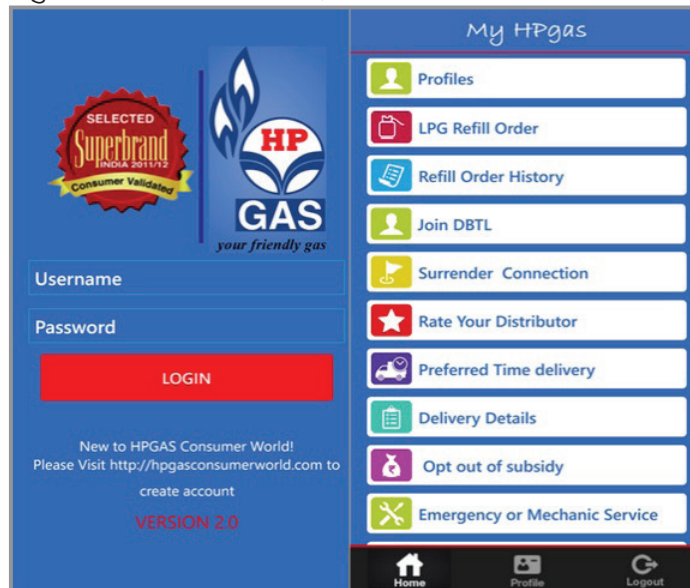 SELECTED
Superbrand
INDIA 2011/12
Consumer Validated
HP
GAS
your friendly gas
Username
Password
LOGIN
New to HPGAS Consumer World!
Please Visit http://hpgasconsumerworld.com to
create account
VERSION 2.0
My HPgas
Profiles
LPG Refill Order
Refill Order History
Join DBTL
Surrender Connection
Rate Your Distributor
Preferred Time delivery
Delivery Details
Opt out of subsidy
Emergency or Mechanic Service
Home
Profile
Logout